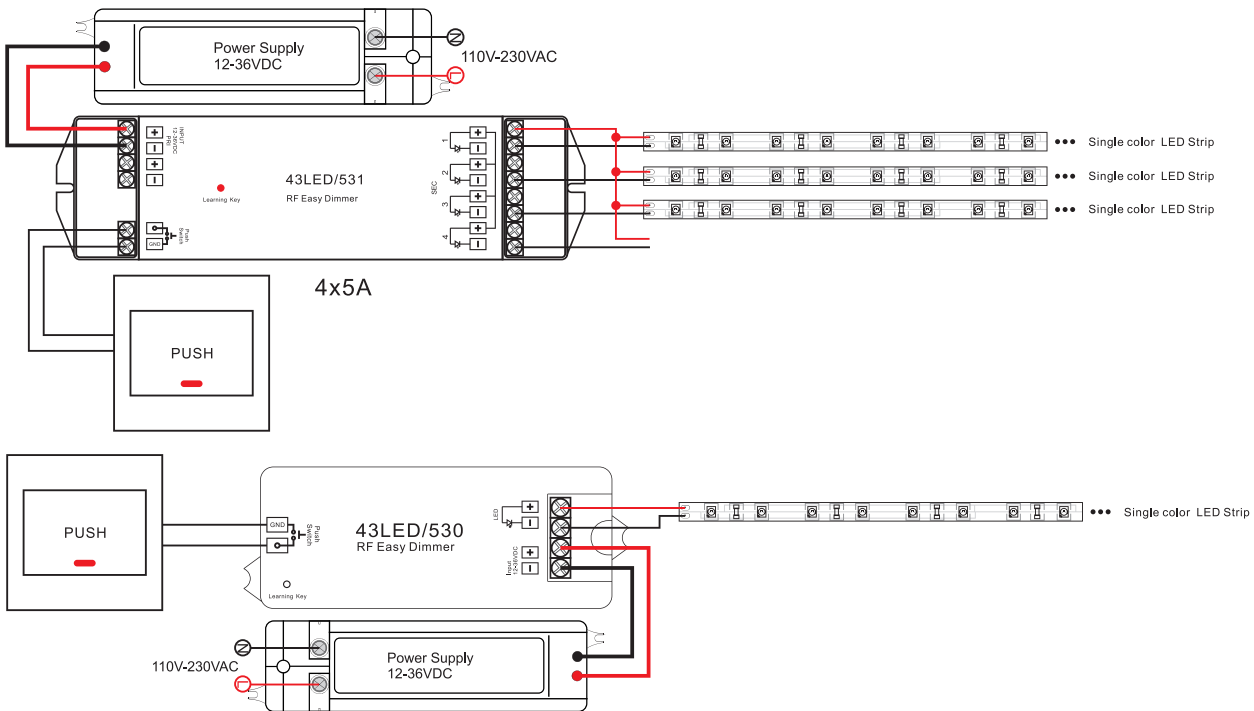 Power Supply
12-36VDC
N
110V-230VAC
L
+
−
+
−
INPUT
12-36VDC
PRI
43LED/531
RF Easy Dimmer
Learning Key
Push
Switch
GND
SEC
1
+
−
2
+
−
3
+
−
4
+
−
••• Single color LED Strip
••• Single color LED Strip
••• Single color LED Strip
4x5A
PUSH
PUSH
GND
Push
Switch
43LED/530
RF Easy Dimmer
Learning Key
LED
+
−
Input
12-36VDC
+
−
••• Single color LED Strip
N
110V-230VAC
L
Power Supply
12-36VDC